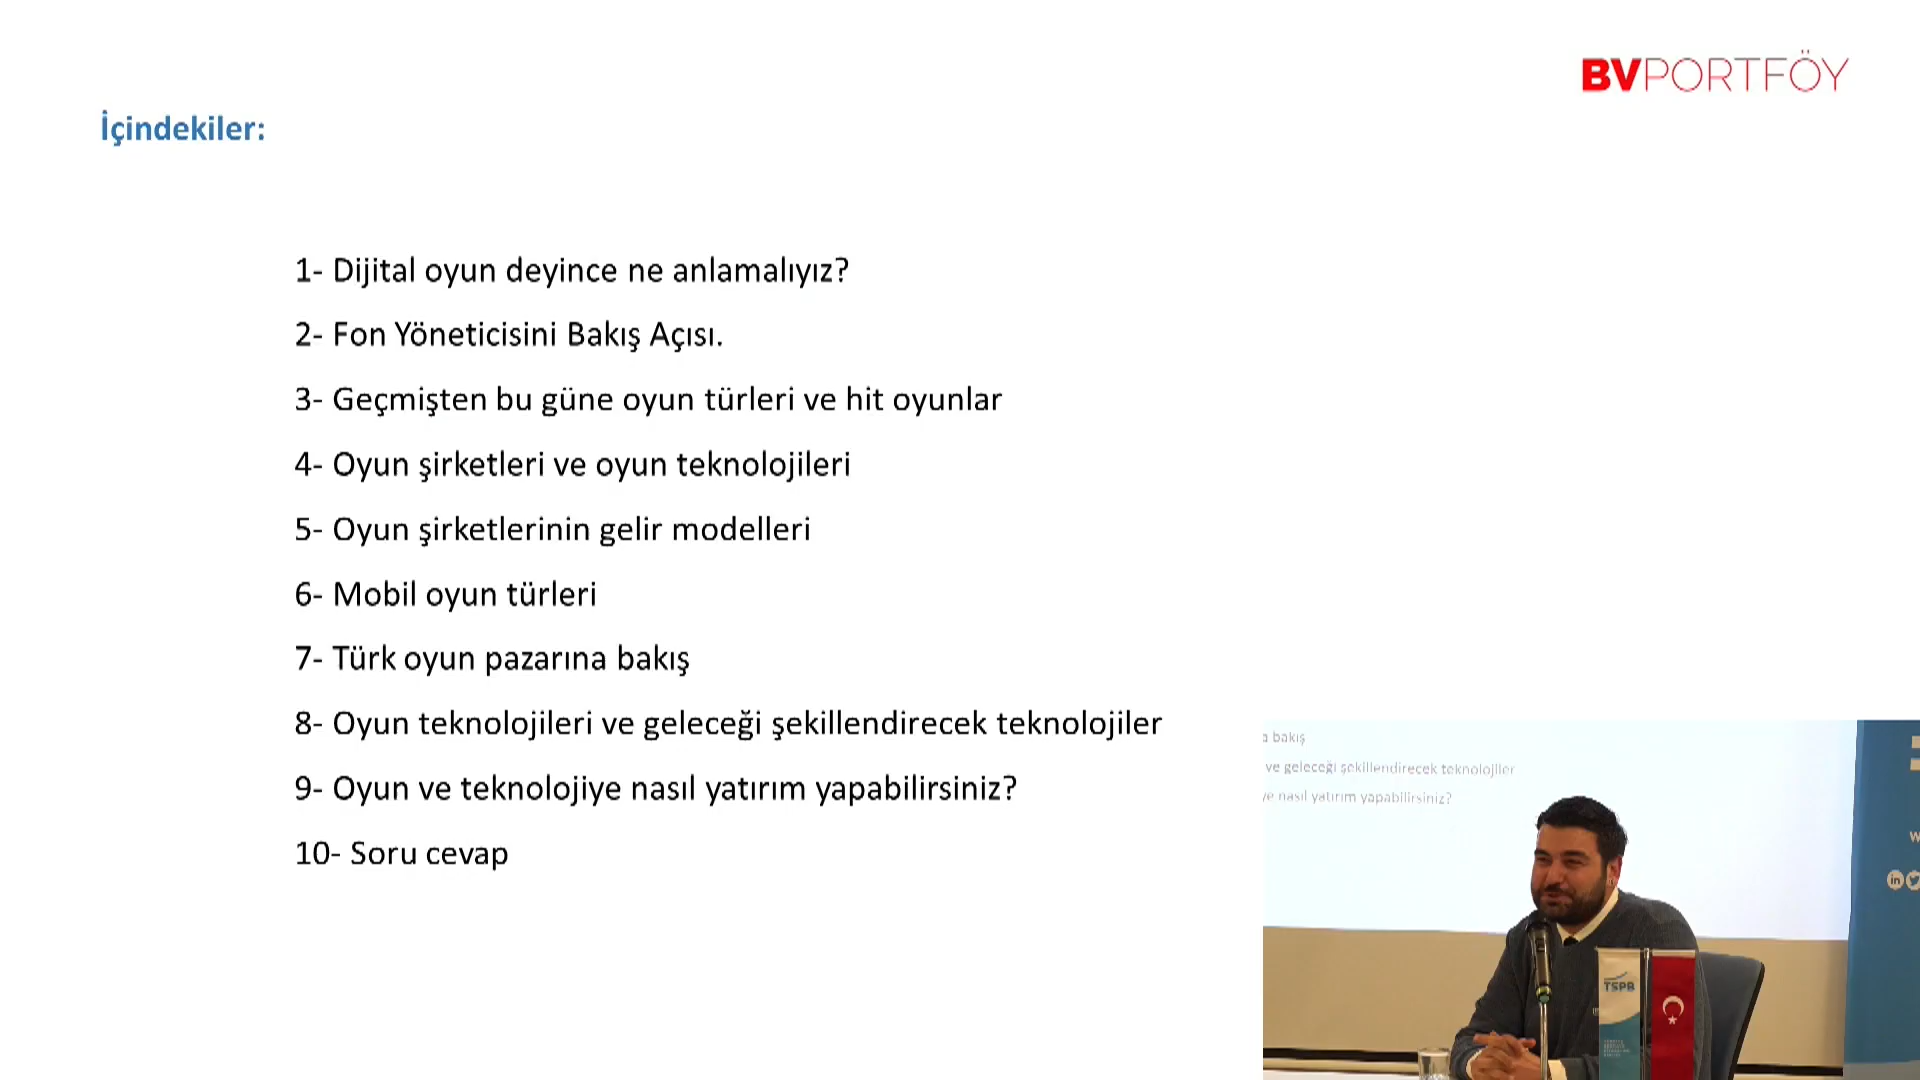 BVPORTFÖY
İçindekiler:
1- Dijital oyun deyince ne anlamalıyız?
2- Fon Yöneticisini Bakış Açısı.
3- Geçmişten bu güne oyun türleri ve hit oyunlar
4- Oyun şirketleri ve oyun teknolojileri
5- Oyun şirketlerinin gelir modelleri
6- Mobil oyun türleri
7- Türk oyun pazarına bakış
8- Oyun teknolojileri ve geleceği şekillendirecek teknolojiler
9- Oyun ve teknolojiye nasıl yatırım yapabilirsiniz?
10- Soru cevap
bakış
ve geleceği şekillendirecek teknolojiler
nasıl yatırım yapabilirsiniz?
in
TSPB